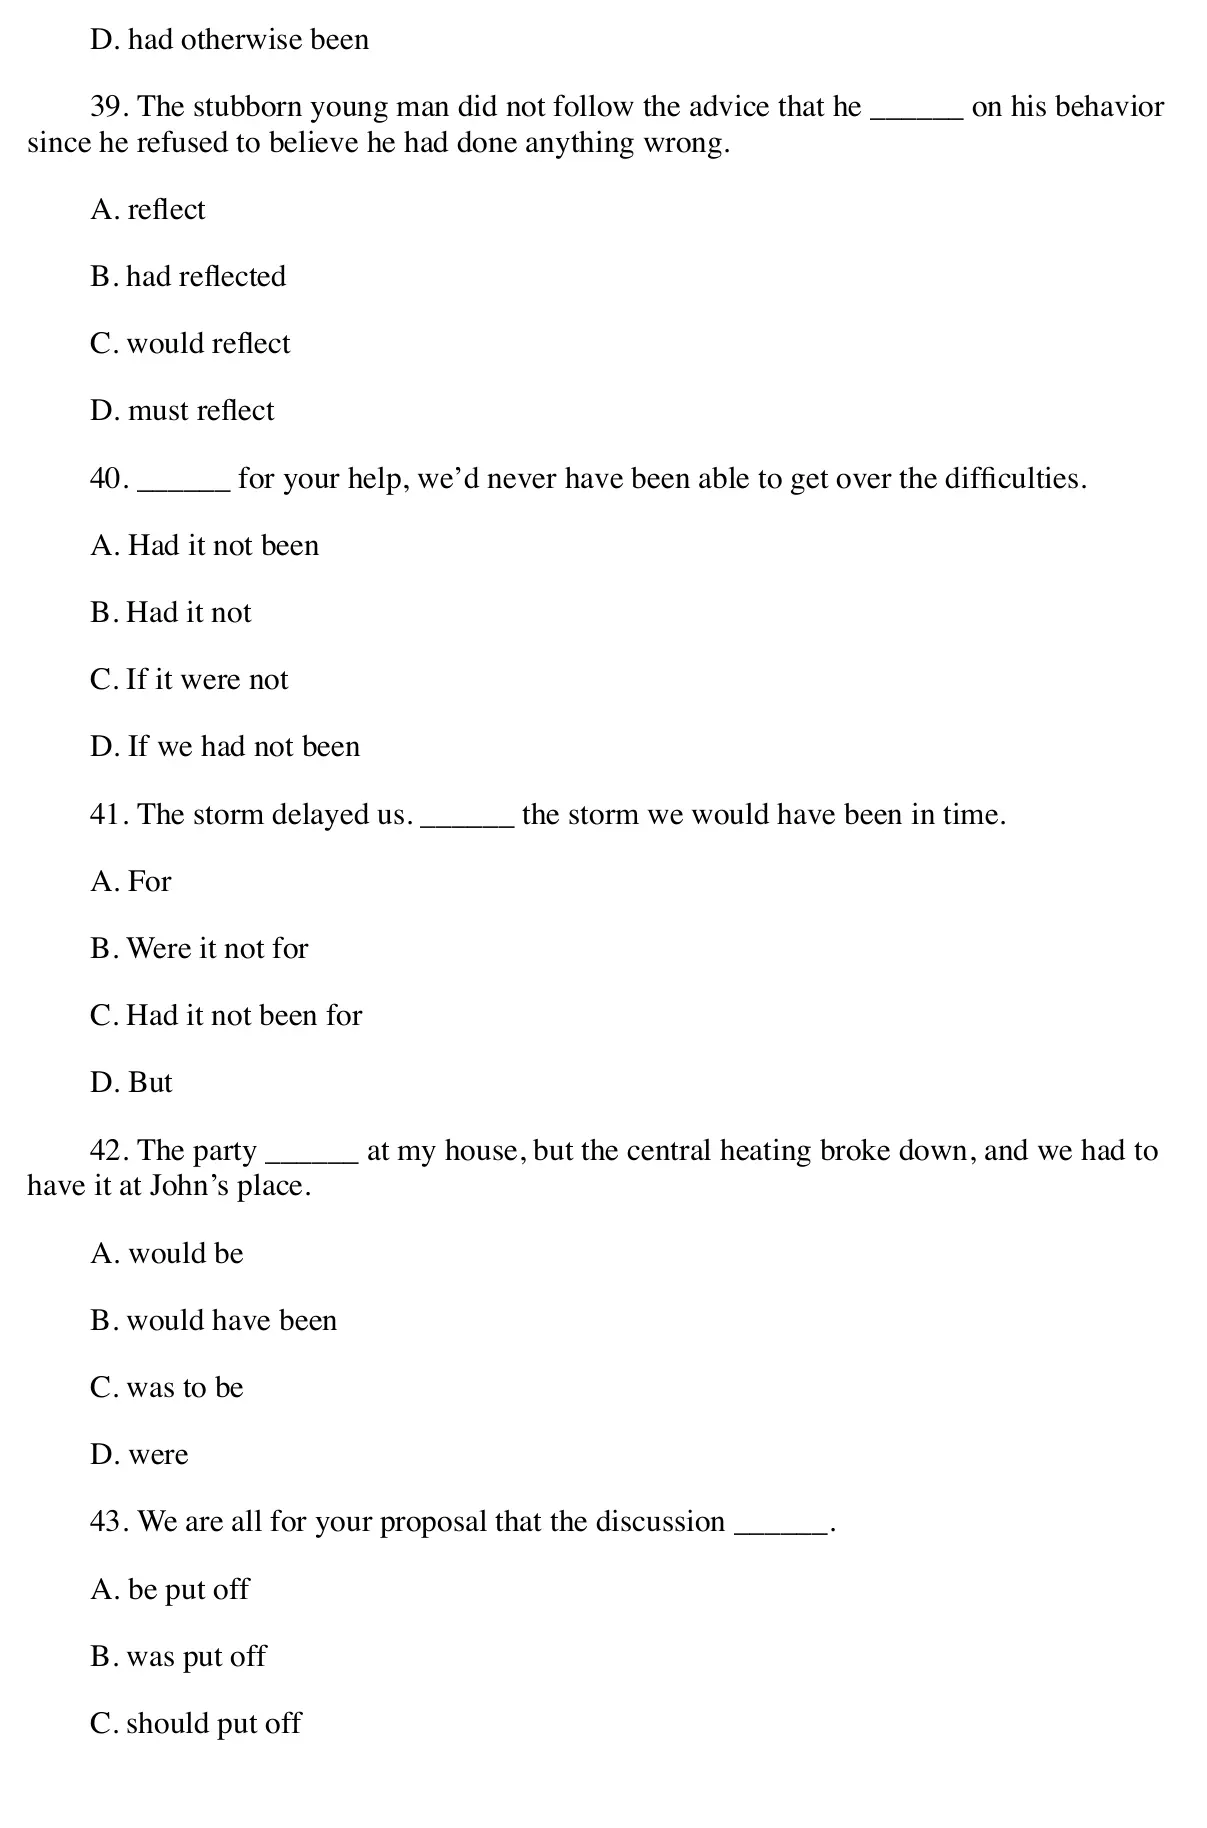 D. had otherwise been
39. The stubborn young man did not follow the advice that he ______ on his behavior
since he refused to believe he had done anything wrong.
A. reflect
B. had reflected
C. would reflect
D. must reflect
40. ______ for your help, we’d never have been able to get over the difficulties.
A. Had it not been
B. Had it not
C. If it were not
D. If we had not been
41. The storm delayed us. ______ the storm we would have been in time.
A. For
B. Were it not for
C. Had it not been for
D. But
42. The party ______ at my house, but the central heating broke down, and we had to
have it at John’s place.
A. would be
B. would have been
C. was to be
D. were
43. We are all for your proposal that the discussion ______.
A. be put off
B. was put off
C. should put off